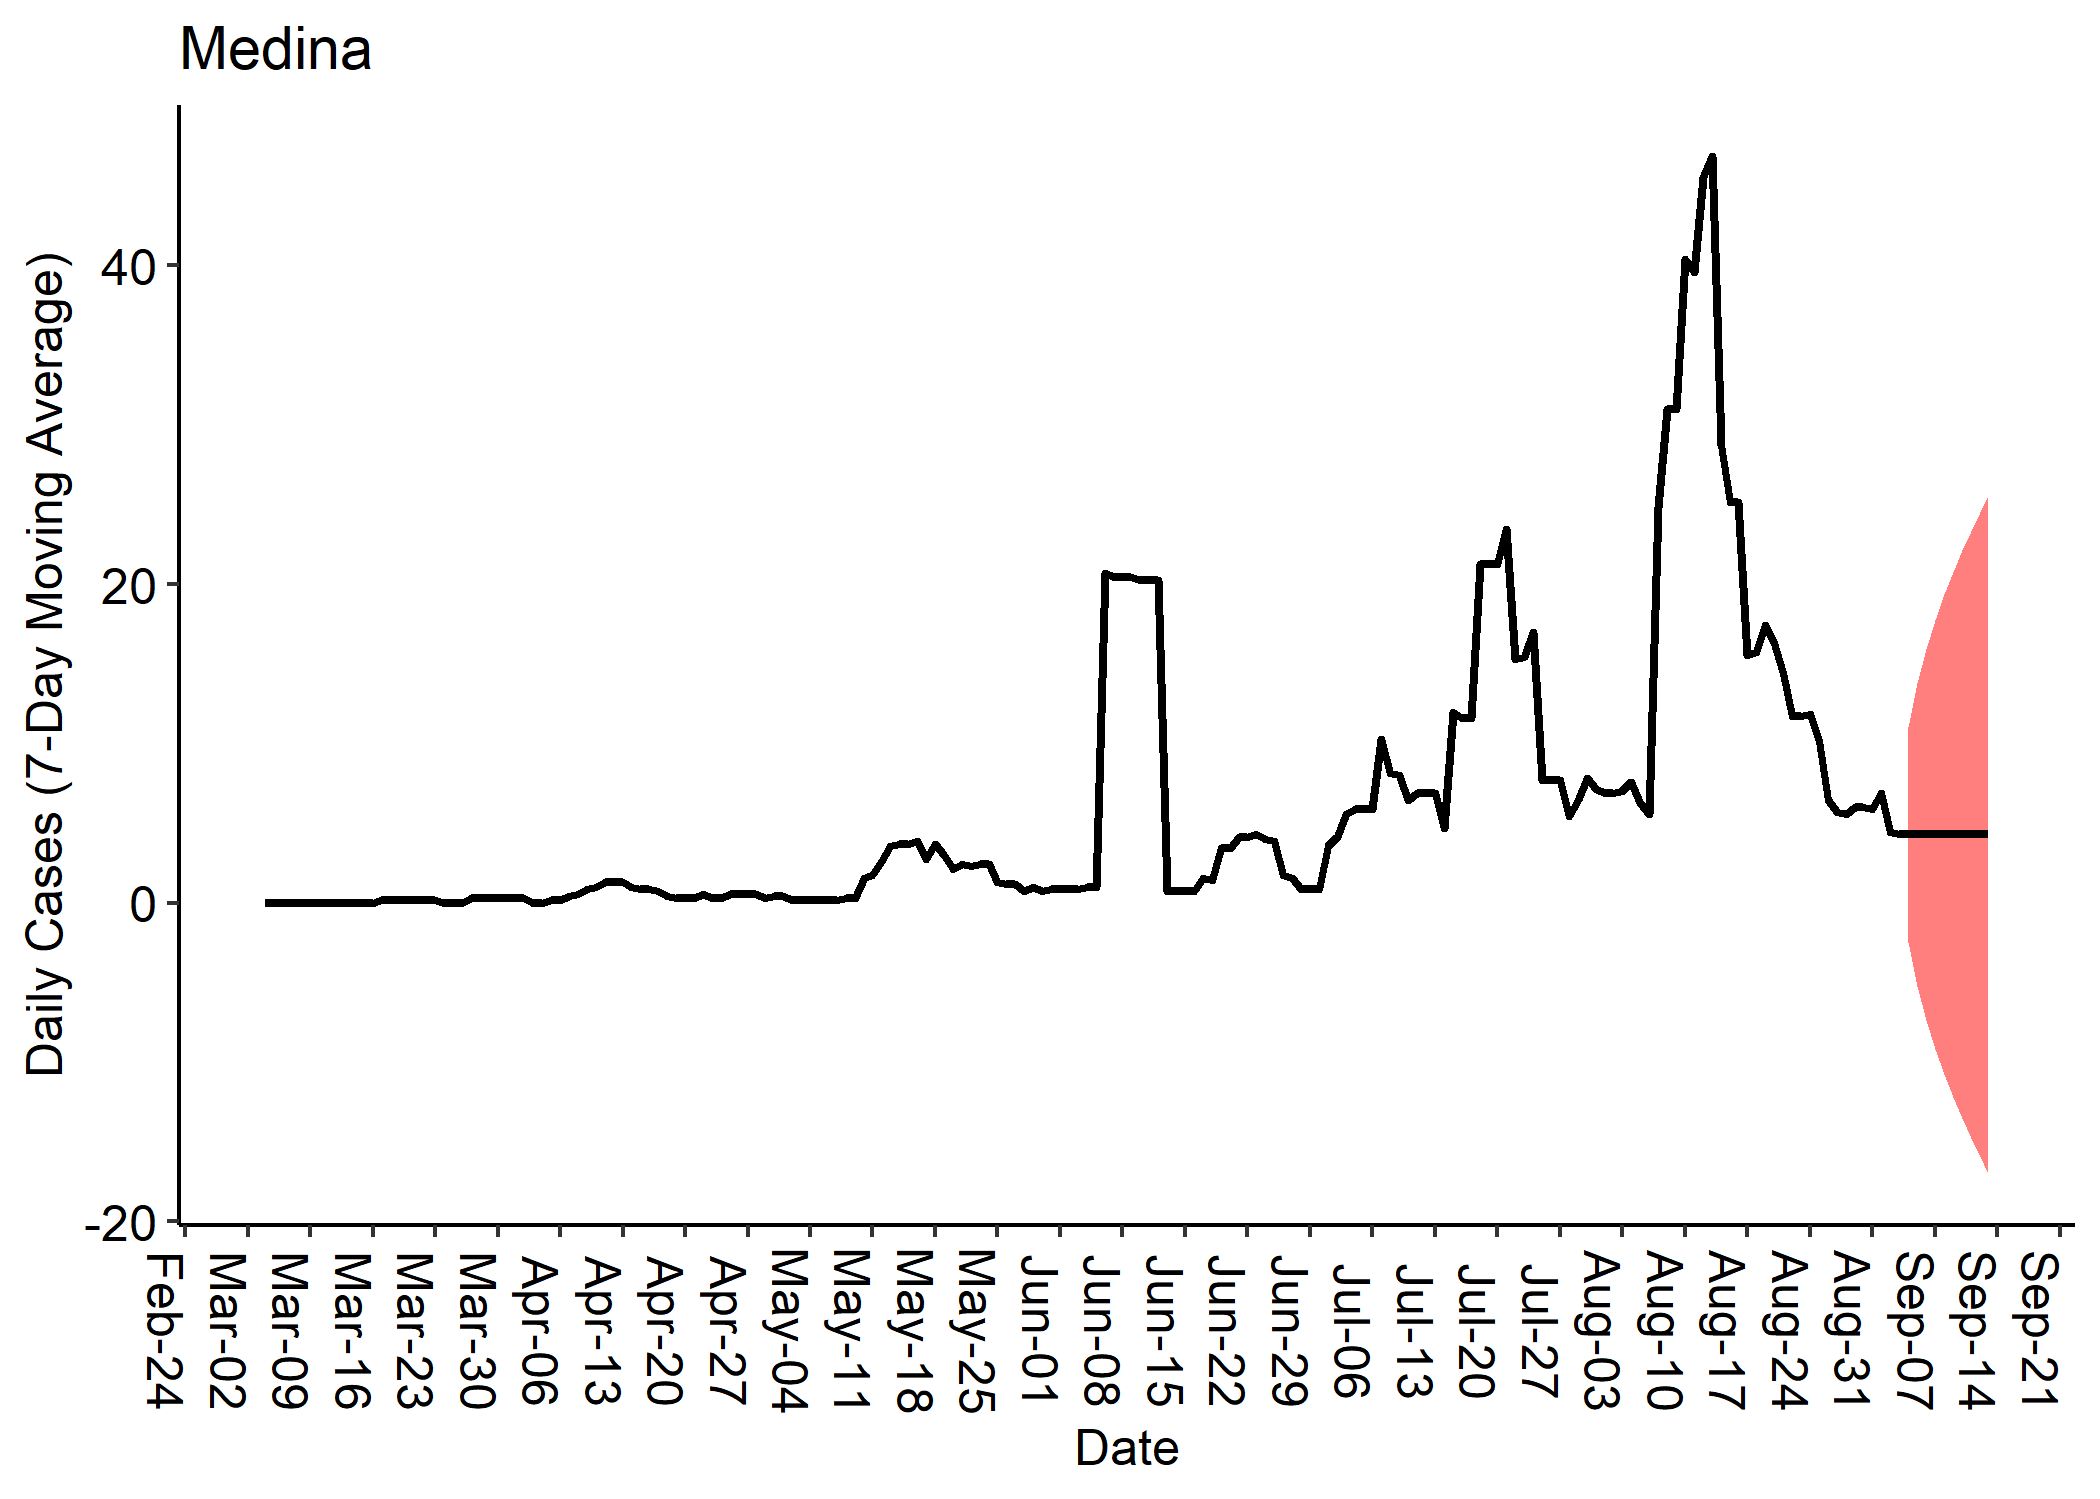 Medina
Daily Cases (7-Day Moving Average)
40
20
0
-20
Feb-24
Mar-02
Mar-09
Mar-16
Mar-23
Mar-30
Apr-06
Apr-13
Apr-20
Apr-27
May-04
May-11
May-18
May-25
Jun-01
Jun-08
Jun-15
Jun-22
Jun-29
Jul-06
Jul-13
Jul-20
Jul-27
Aug-03
Aug-10
Aug-17
Aug-24
Aug-31
Sep-07
Sep-14
Sep-21
Date